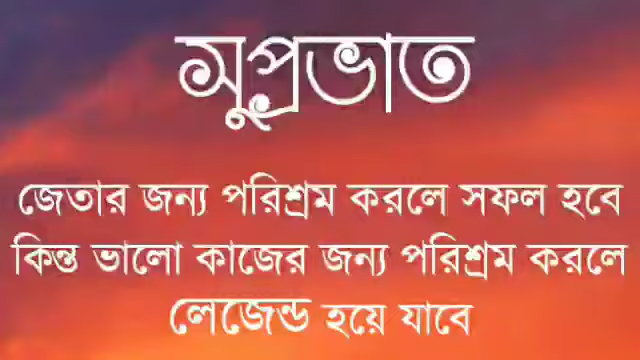 সুপ্রভাত
জেতার জন্য পরিশ্রম করলে সফল হবে
কিন্ত ভালো কাজের জন্য পরিশ্রম করলে
লেজেন্ড হয়ে যাবে